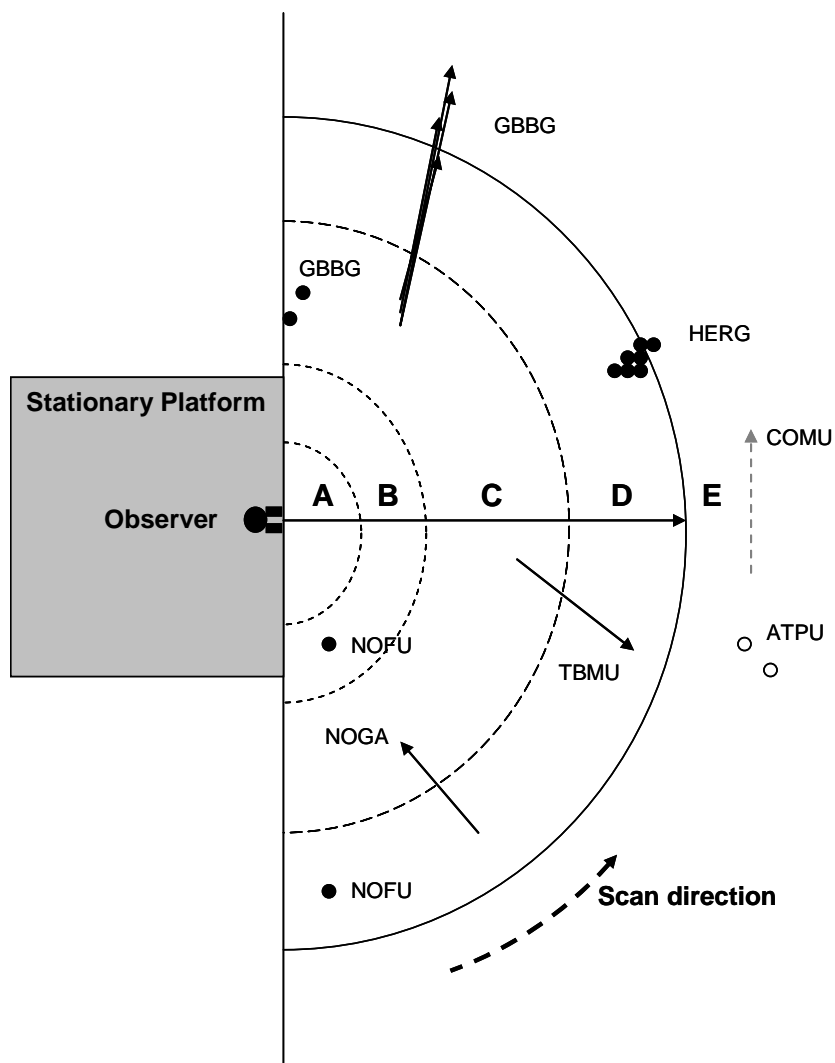 GBBG
GBBG
HERG
Stationary Platform
COMU
A B C D E
Observer
ATPU
NOFU
TBMU
NOGA
NOFU
Scan direction